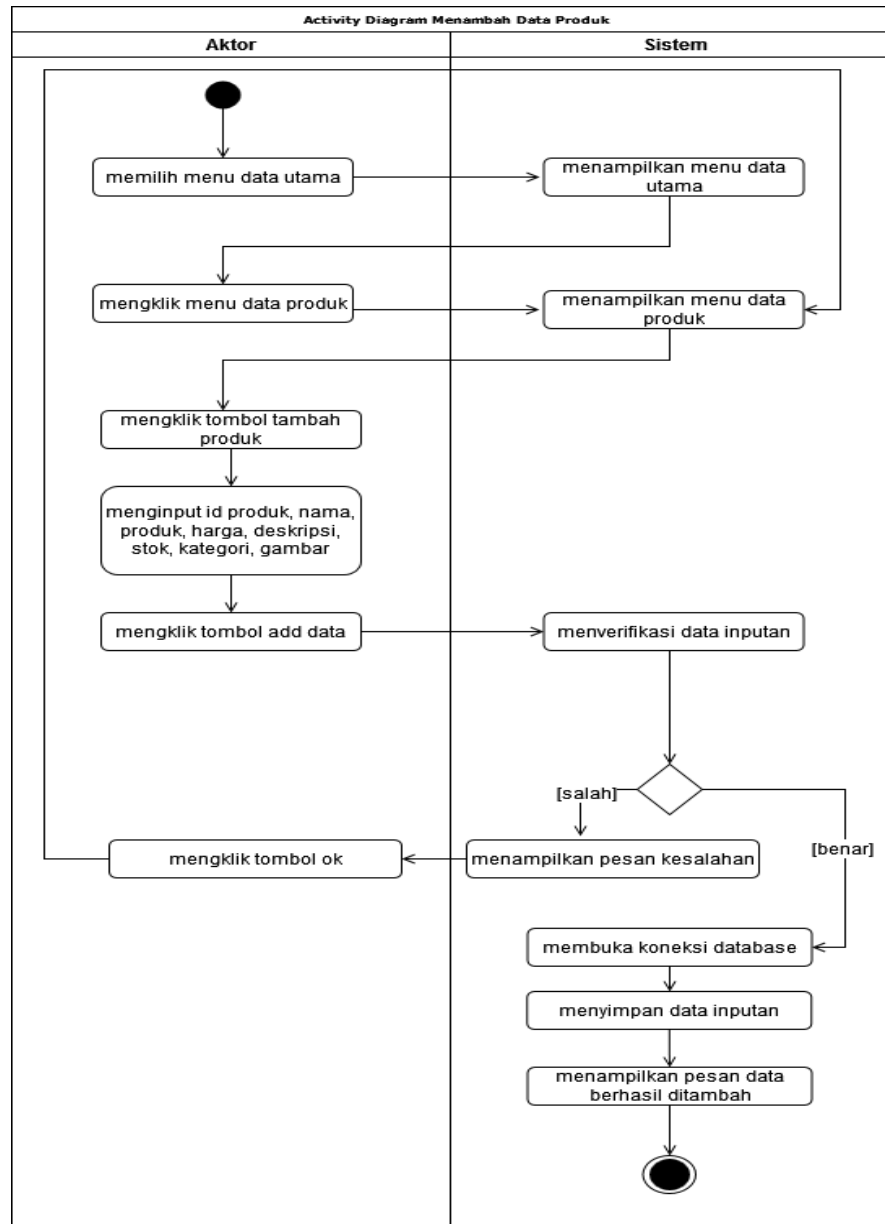 Activity Diagram Menambah Data Produk
Aktor
Sistem
memilih menu data utama
menampilkan menu data
utama
mengklik menu data produk
menampilkan menu data
produk
mengklik tombol tambah
produk
menginput id produk, nama,
produk, harga, deskripsi,
stok, kategori, gambar
mengklik tombol add data
menverifikasi data inputan
[salah]
[benar]
menampilkan pesan kesalahan
mengklik tombol ok
membuka koneksi database
menyimpan data inputan
menampilkan pesan data
berhasil ditambah